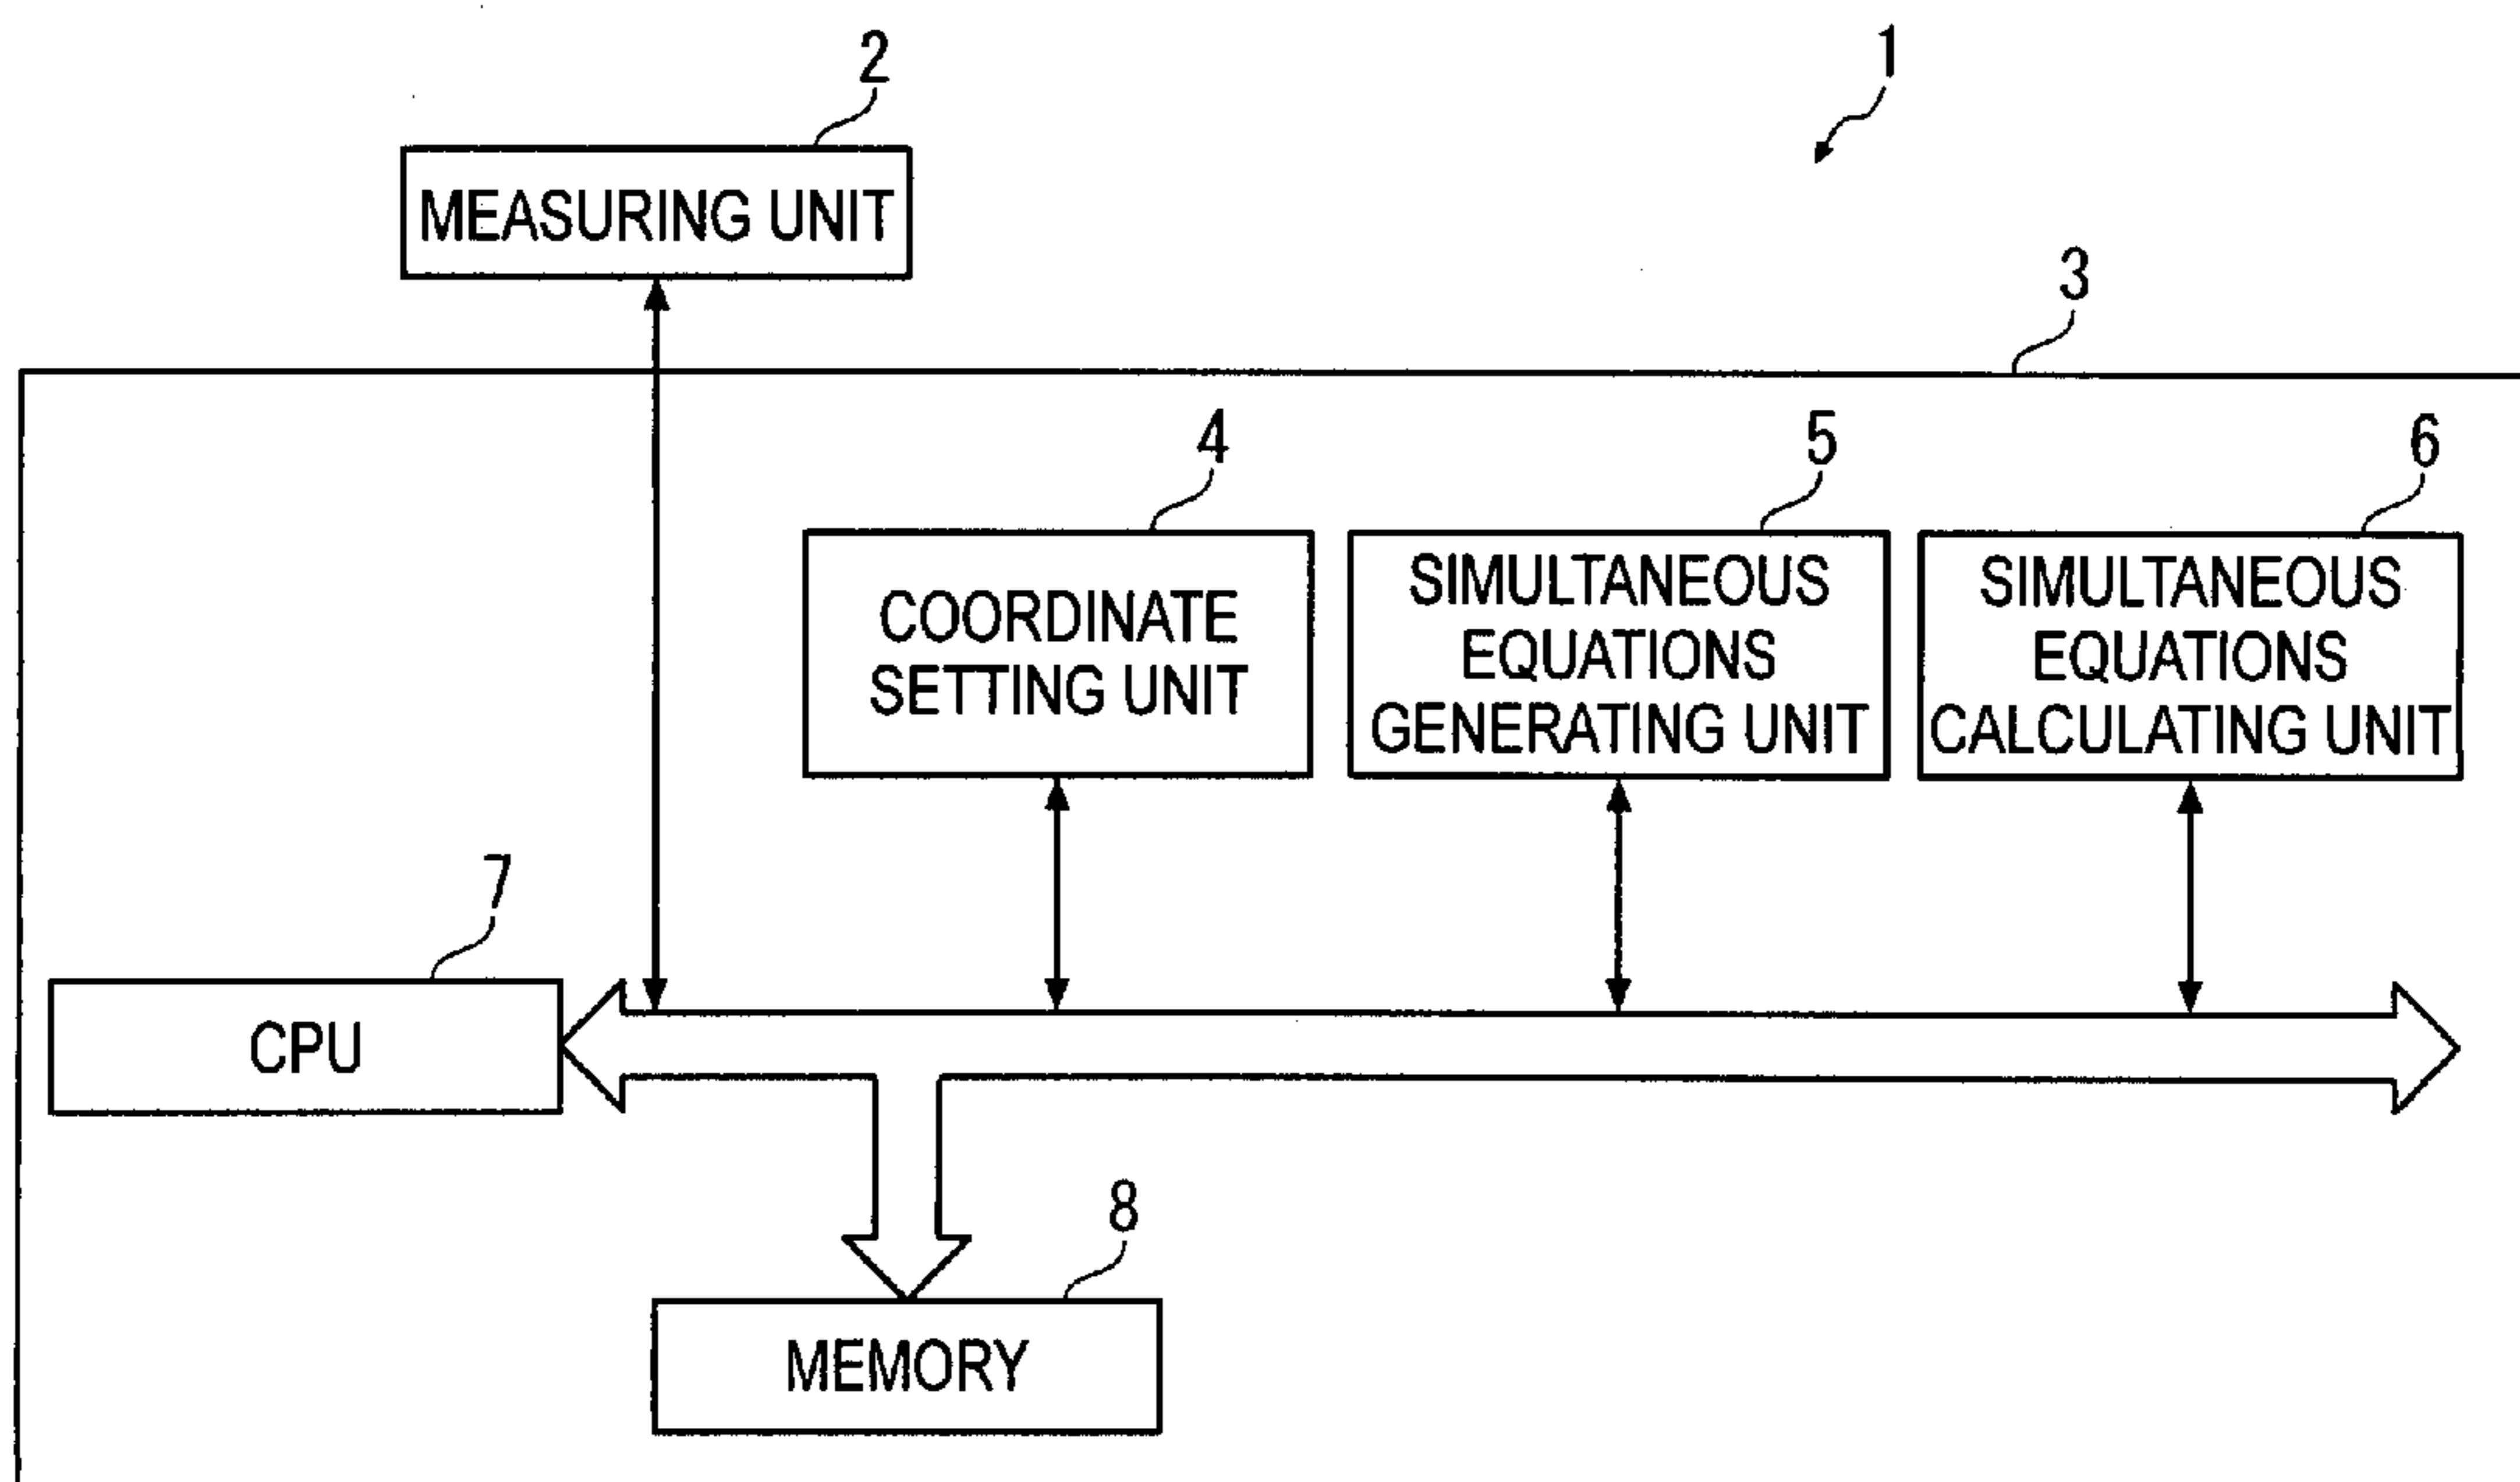 2
1
MEASURING UNIT
3
4
5
6
COORDINATE
SETTING UNIT
SIMULTANEOUS
EQUATIONS
GENERATING UNIT
SIMULTANEOUS
EQUATIONS
CALCULATING UNIT
7
CPU
8
MEMORY